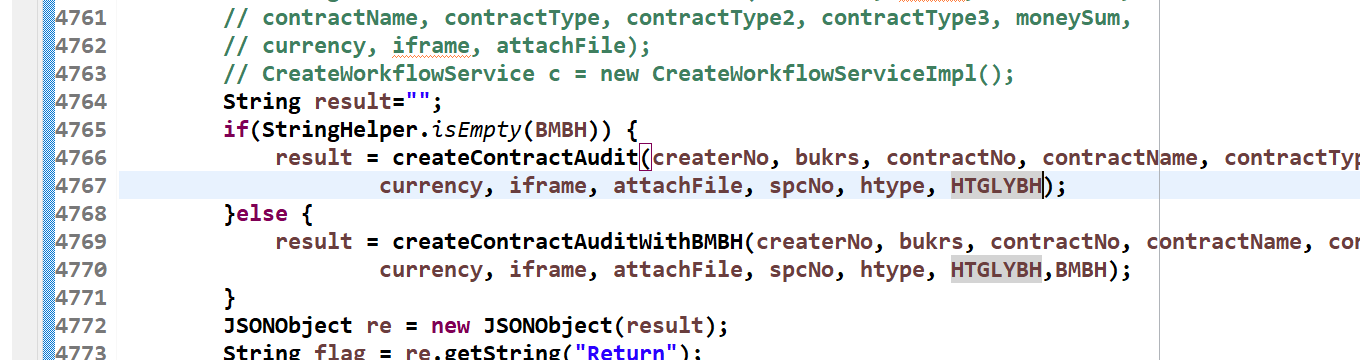 4761 // contractName, contractType, contractType2, contractType3, moneySum,
4762 // currency, iframe, attachFile);
4763 // CreateWorkflowService c = new CreateWorkflowServiceImpl();
4764 String result="";
4765 if(StringHelper.isEmpty(BMBH)) {
4766 result = createContractAudit(createrNo, bukrs, contractNo, contractName, contractTyp
4767 currency, iframe, attachFile, spcNo, htype, HTGLYBH);
4768 }else {
4769 result = createContractAuditWithBMBH(createrNo, bukrs, contractNo, contractName, con
4770 currency, iframe, attachFile, spcNo, htype, HTGLYBH,BMBH);
4771 }
4772 JSONObject re = new JSONObject(result);
4773 String flag = re.getString("Return");